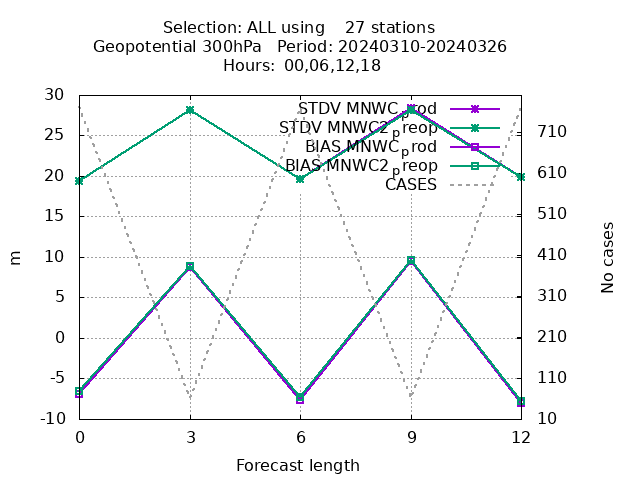 Selection: ALL using    27 stations
Geopotential 300hPa   Period: 20240310-20240326
Hours: 00,06,12,18
STDV MNWC_prod
STDV MNWC2_preop
BIAS MNWC_prod
BIAS MNWC2_preop
CASES
30
25
20
15
10
5
0
-5
-10
m
710
610
510
410
310
210
110
10
No cases
0 3 6 9 12
Forecast length